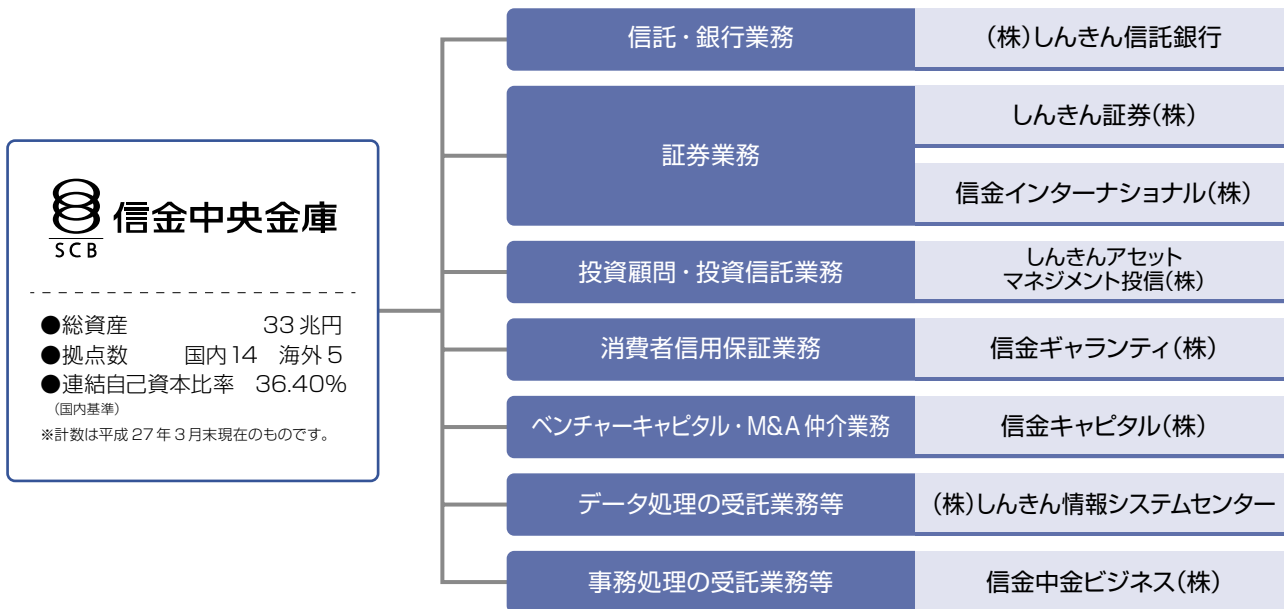 信金中央金庫
SCB
●総資産 33兆円
●拠点数 国内14 海外5
●連結自己資本比率 36.40%
(国内基準)
※計数は平成27年3月末現在のものです。
信託・銀行業務 (株)しんきん信託銀行
証券業務
しんきん証券(株)
信金インターナショナル(株)
投資顧問・投資信託業務
しんきんアセット
マネジメント投信(株)
消費者信用保証業務 信金ギャランティ(株)
ベンチャーキャピタル・M&A仲介業務 信金キャピタル(株)
データ処理の受託業務等 (株)しんきん情報システムセンター
事務処理の受託業務等 信金中金ビジネス(株)